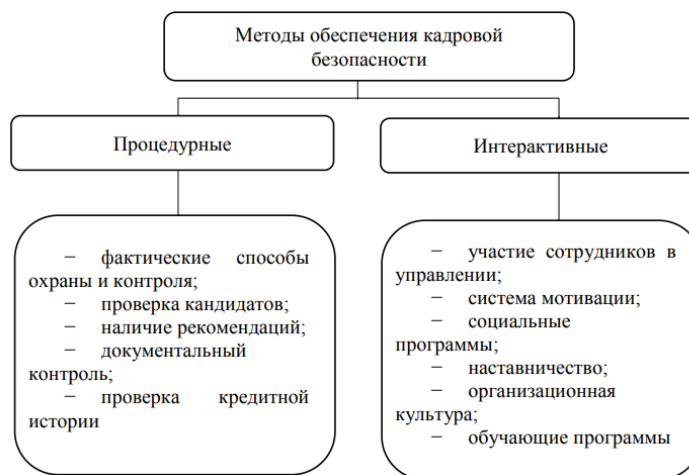 Методы обеспечения кадровой
безопасности
Процедурные
Интерактивные
– фактические способы
охраны и контроля;
– проверка кандидатов;
– наличие рекомендаций;
– документальный
контроль;
– проверка кредитной
истории
– участие сотрудников в
управлении;
– система мотивации;
– социальные
программы;
– наставничество;
– организационная
культура;
– обучающие программы